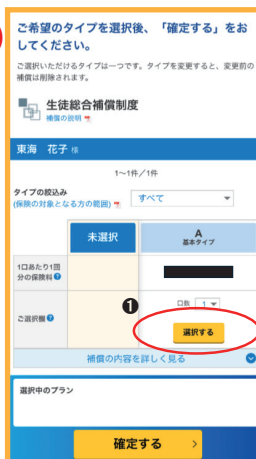 ご希望のタイプを選択後、「確定する」をお
してください。
ご選択いただけるタイプは一つです。タイプを変更すると、変更前の
補償は削除されます。
生徒総合補償制度
補償の説明
東海 花子 様
1〜1件/1件
タイプの絞込み
(保険の対象となる方の範囲)
すべて
未選択
A
基本タイプ
1口あたり1回
分の保険料
ご選択欄
❶
口数 1
選択する
補償の内容を詳しく見る
選択中のプラン
確定する